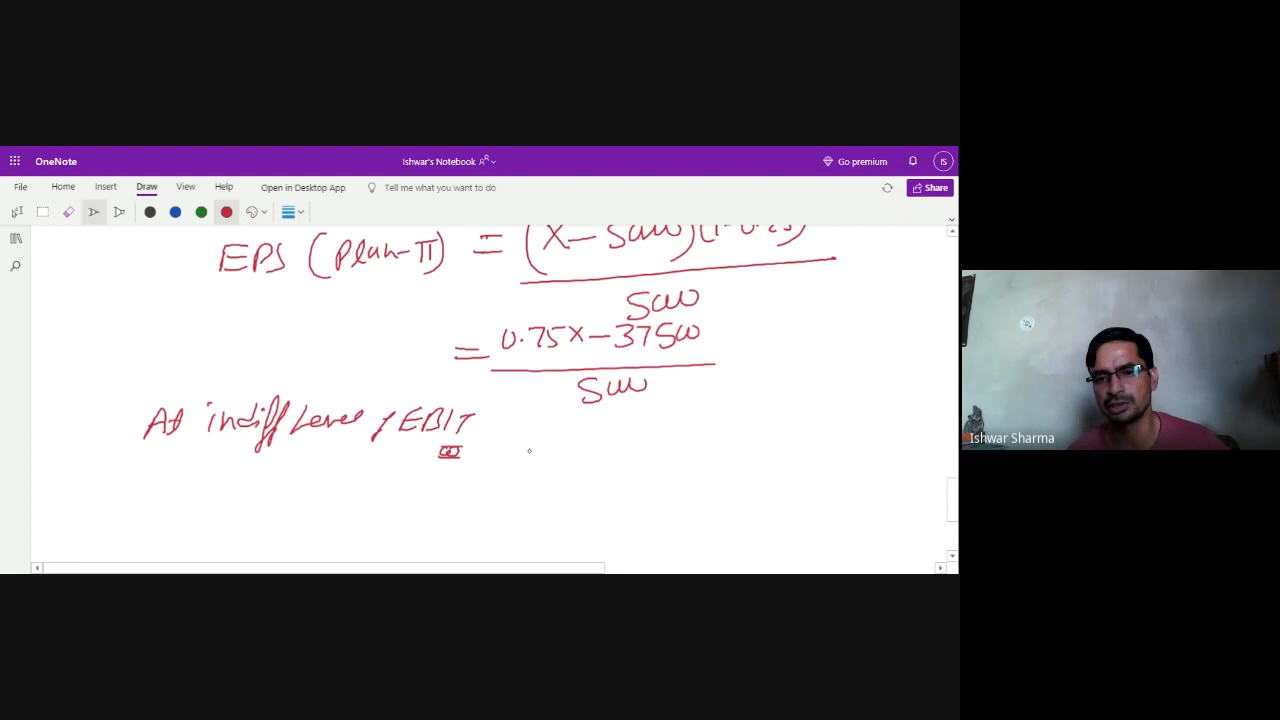 OneNote Ishwar's Notebook Go premium IS
File Home Insert Draw View Help Open in Desktop App Tell me what you want to do Share
EPS (Plan-II) = (X-5000)(1-0.25)
5000
= 0.75X-3750
5000
At indiff Level of EBIT
Ishwar Sharma